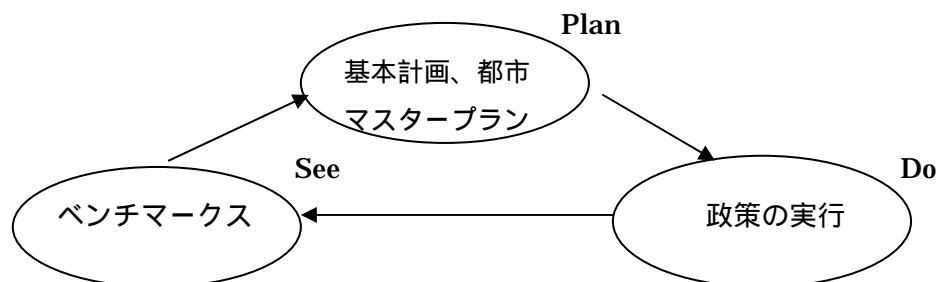 Plan
基本計画、都市
マスタープラン
See
Do
ベンチマークス
政策の実行